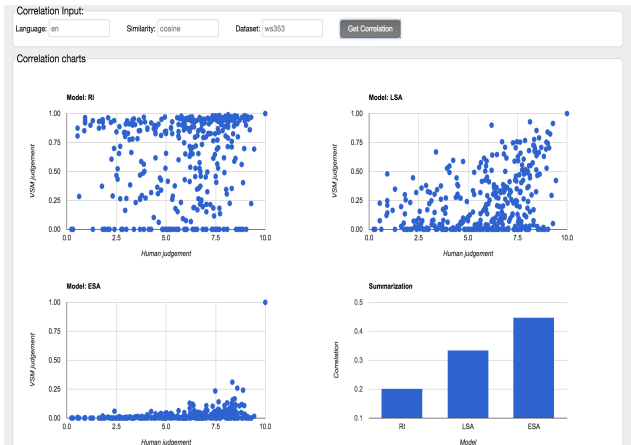 Correlation Input:
Language: en Similarity: cosine Dataset: ws353 Get Correlation
Correlation charts
Model: RI
1.00
0.75
0.50
0.25
0.00
VSM judgement
0.0 2.5 5.0 7.5 10.0
Human judgement
Model: LSA
1.00
0.75
0.50
0.25
0.00
VSM judgement
0.0 2.5 5.0 7.5 10.0
Human judgement
Model: ESA
1.00
0.75
0.50
0.25
0.00
VSM judgement
0.0 2.5 5.0 7.5 10.0
Human judgement
Summarization
0.5
0.4
0.3
0.2
0.1
Correlation
RI LSA ESA
Model